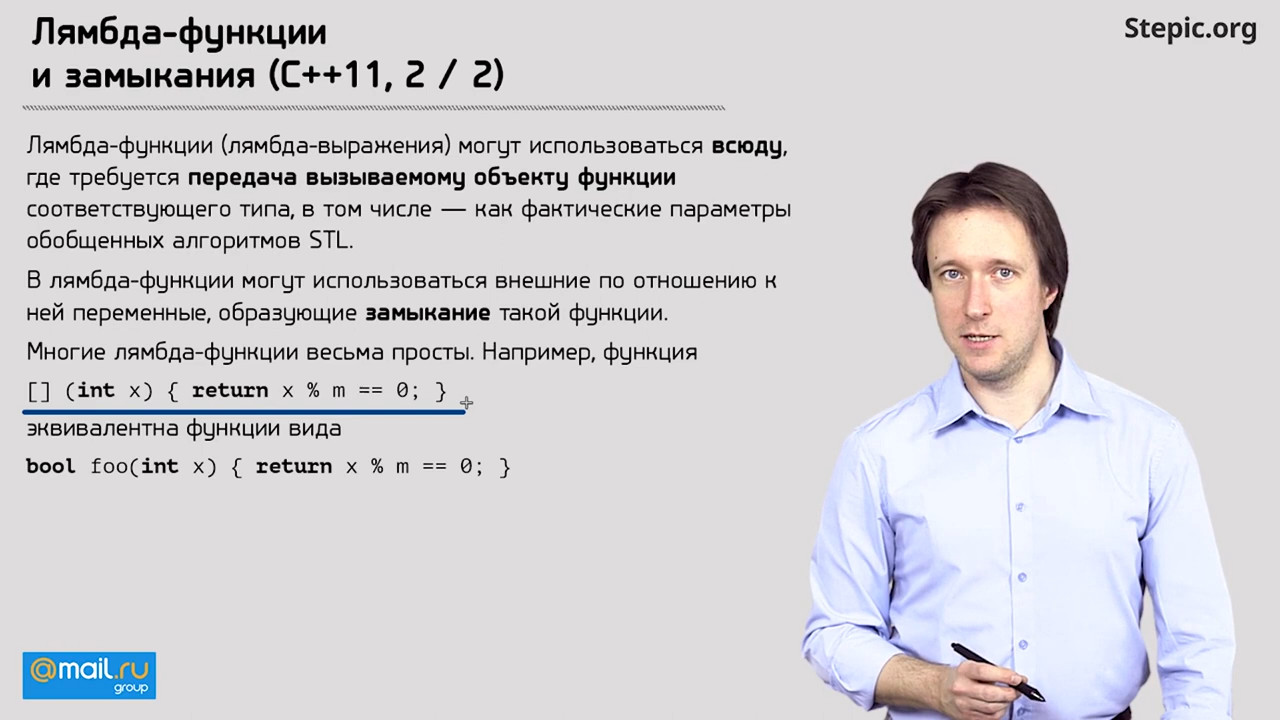 Лямбда-функции
и замыкания (C++11, 2 / 2)
Stepic.org
Лямбда-функции (лямбда-выражения) могут использоваться всюду,
где требуется передача вызываемому объекту функции
соответствующего типа, в том числе — как фактические параметры
обобщенных алгоритмов STL.
В лямбда-функции могут использоваться внешние по отношению к
ней переменные, образующие замыкание такой функции.
Многие лямбда-функции весьма просты. Например, функция
[] (int x) { return x % m == 0; }
эквивалентна функции вида
bool foo(int x) { return x % m == 0; }
@mail.ru
group